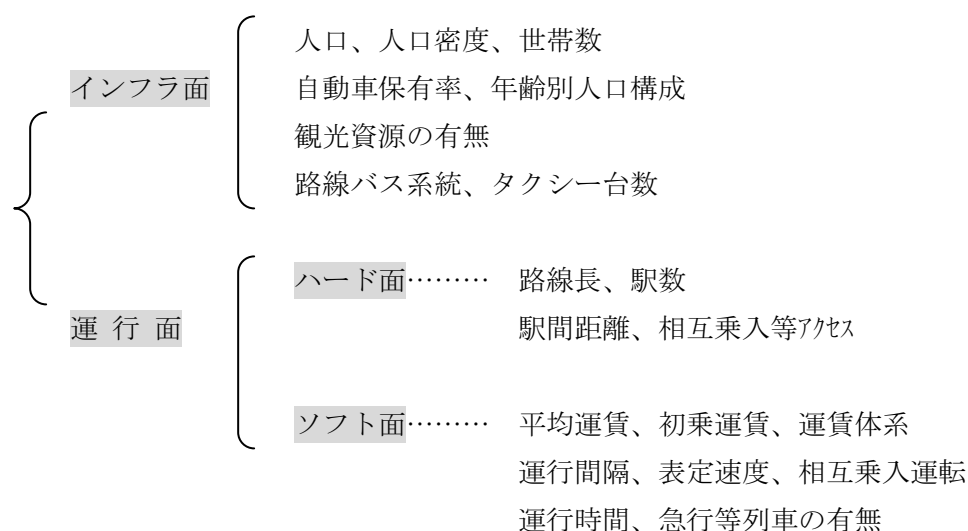 人口、人口密度、世帯数
インフラ面 自動車保有率、年齢別人口構成
観光資源の有無
路線バス系統、タクシー台数
ハード面……… 路線長、駅数
運 行 面 駅間距離、相互乗入等アクセス
ソフト面……… 平均運賃、初乗運賃、運賃体系
運行間隔、表定速度、相互乗入運転
運行時間、急行等列車の有無